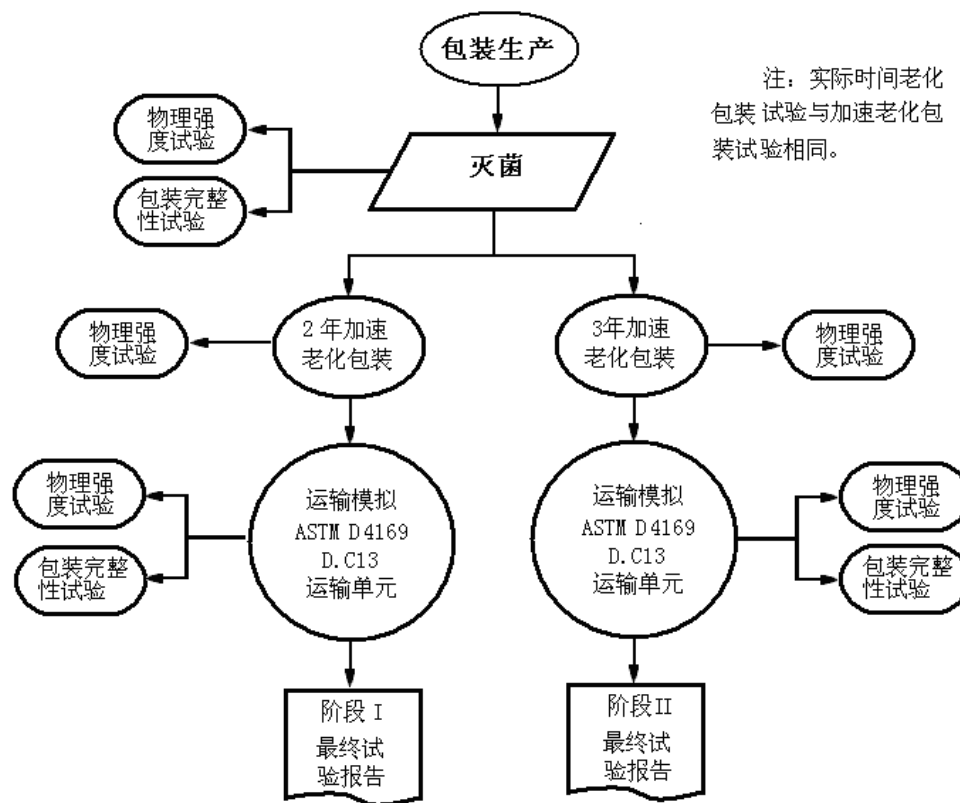 包装生产
注：实际时间老化
包装试验与加速老化包
装试验相同。
物理强
度试验
灭菌
包装完整
性试验
物理强
度试验
2年加速
老化包装
3年加速
老化包装
物理强
度试验
物理强
度试验
包装完整
性试验
运输模拟
ASTM D4169
D.C13
运输单元
运输模拟
ASTM D4169
D.C13
运输单元
物理强
度试验
包装完整
性试验
阶段I
最终试
验报告
阶段II
最终试
验报告